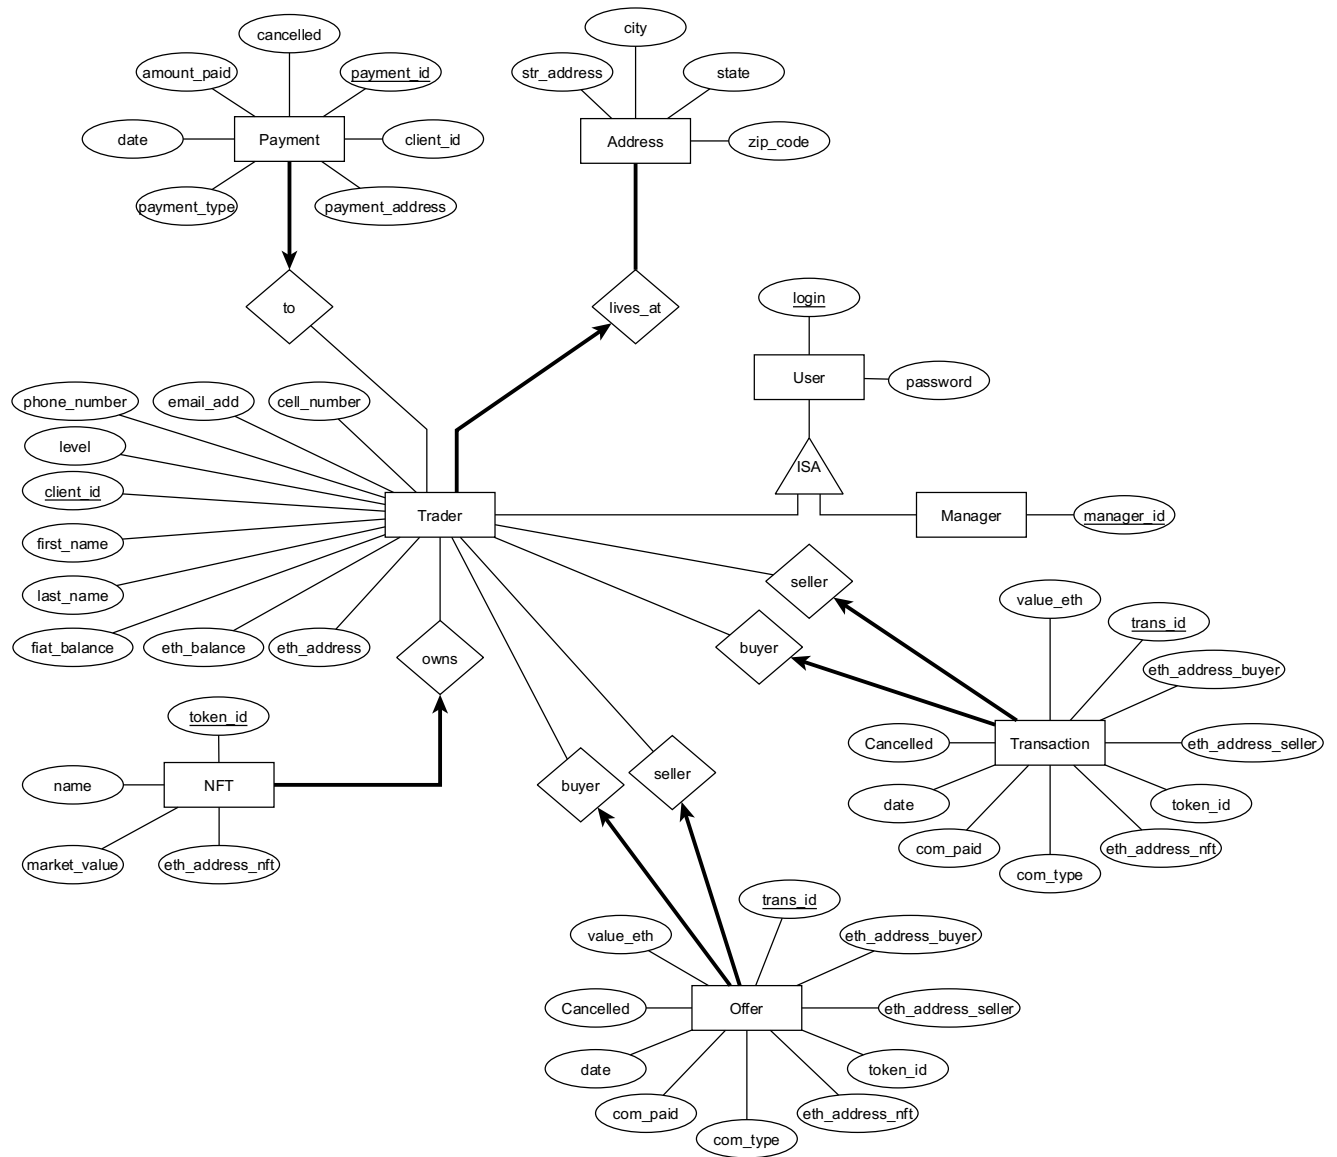 cancelled
amount_paid
payment_id
date
Payment
client_id
payment_type
payment_address
city
str_address
state
Address
zip_code
to
lives_at
login
User
password
ISA
phone_number
email_add
cell_number
level
client_id
first_name
last_name
fiat_balance
eth_balance
eth_address
Trader
Manager
manager_id
owns
seller
buyer
value_eth
trans_id
eth_address_buyer
Cancelled
Transaction
eth_address_seller
date
token_id
com_paid
eth_address_nft
com_type
token_id
name
NFT
market_value
eth_address_nft
buyer
seller
trans_id
value_eth
eth_address_buyer
Cancelled
Offer
eth_address_seller
date
token_id
com_paid
eth_address_nft
com_type